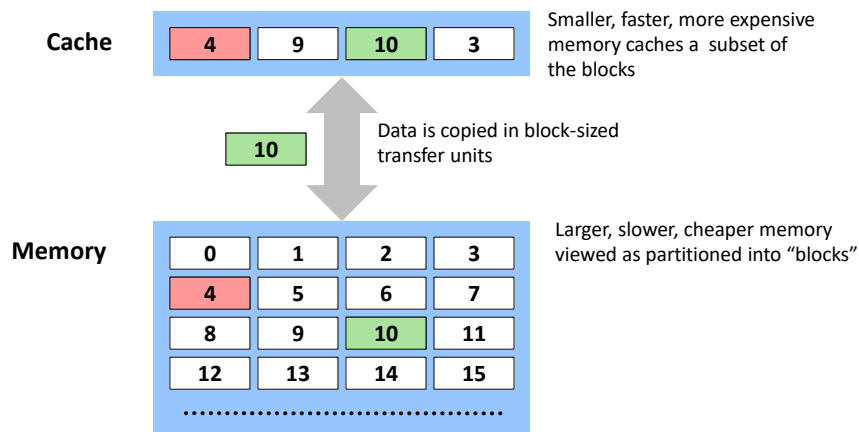 Cache
4 9 10 3
Smaller, faster, more expensive
memory caches a subset of
the blocks
10
Data is copied in block-sized
transfer units
Memory
0 1 2 3
4 5 6 7
8 9 10 11
12 13 14 15
Larger, slower, cheaper memory
viewed as partitioned into “blocks”